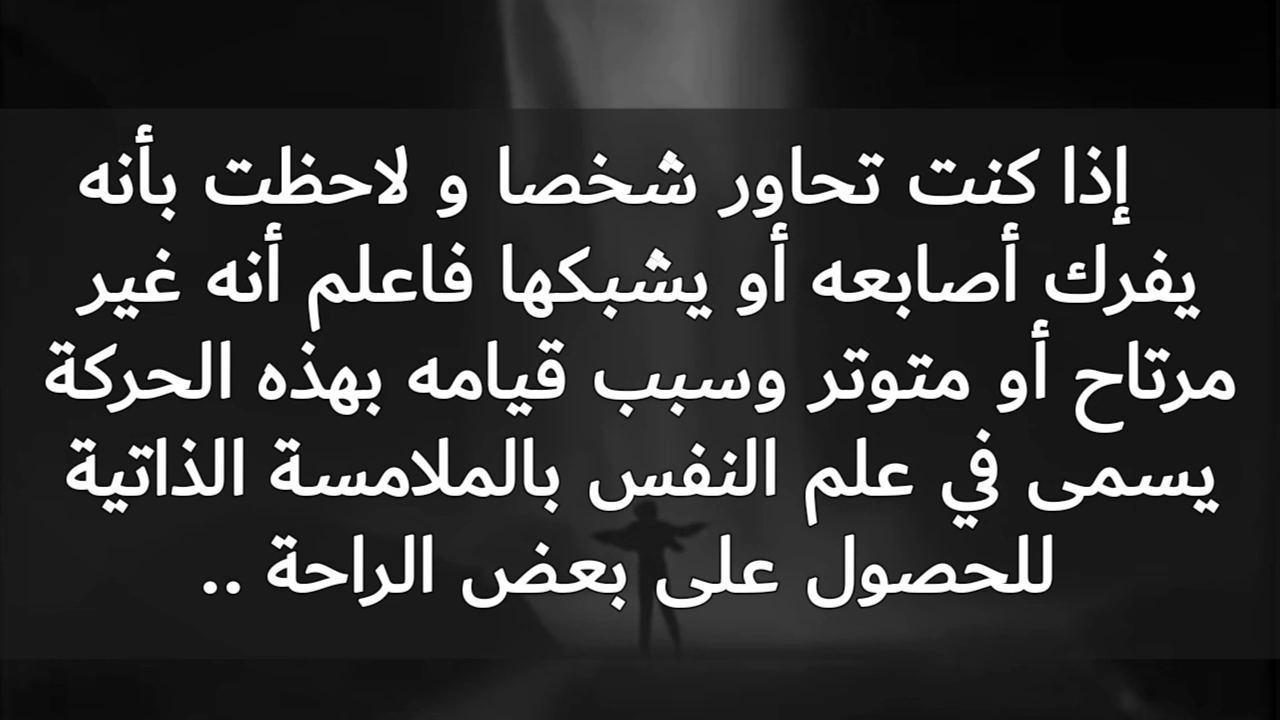 إذا كنت تحاور شخصا و لاحظت بأنه
يفرك أصابعه أو يشبكها فاعلم أنه غير
مرتاح أو متوتر وسبب قيامه بهذه الحركة
يسمى في علم النفس بالملامسة الذاتية
للحصول على بعض الراحة ..